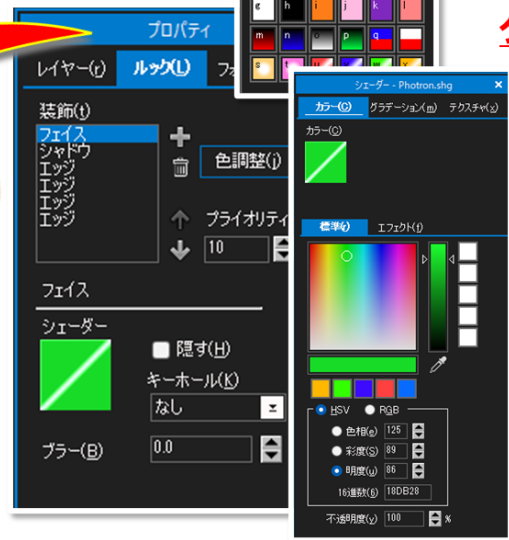 c h i j k l
m n o p q
s t u v w x
プロパティ
レイヤー(r) ルック(L)
装飾(t)
フェイス
シャドウ
エッジ
エッジ
エッジ
エッジ
色調整(j)
プライオリティ
10
フェイス
シェーダー
隠す(H)
キーホール(K)
なし
ブラー(B)
0.0
シェーダー - Photron.shg ×
カラー(C) グラデーション(m) テクスチャ(x)
カラー(C)
標準(r) エフェクト(f)
HSV RGB
色相(e) 125
彩度(S) 89
明度(u) 86
16進数(6) 18DB28
不透明度(y) 100 %